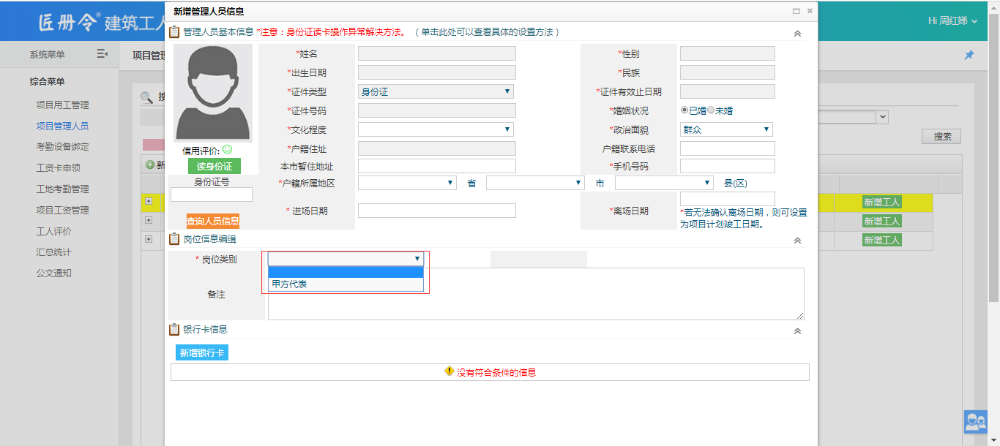 新增管理人员信息
匠册令® 建筑工人
Hi 周红娣
管理人员基本信息 *注意：身份证读卡操作异常解决方法。（单击此处可以查看具体的设置方法）
系统菜单
项目管理
综合菜单
项目用工管理
项目管理人员
考勤设备绑定
工资卡申领
工地考勤管理
项目工资管理
工人评价
汇总统计
公文通知
搜
新
*姓名
*性别
*出生日期
*民族
*证件类型 身份证
*证件有效止日期
*证件号码
*婚姻状况 已婚 未婚
*文化程度
*政治面貌 群众
信用评价:
*户籍住址
户籍联系电话
读身份证
本市暂住地址
*手机号码
身份证号
*户籍所属地区 省 市 县(区)
查询人员信息
* 进场日期
*离场日期
*若无法确认离场日期，则可设置
为项目计划竣工日期。
岗位信息编缉
* 岗位类别
甲方代表
备注
银行卡信息
新增银行卡
没有符合条件的信息
搜索
新增工人
新增工人
新增工人